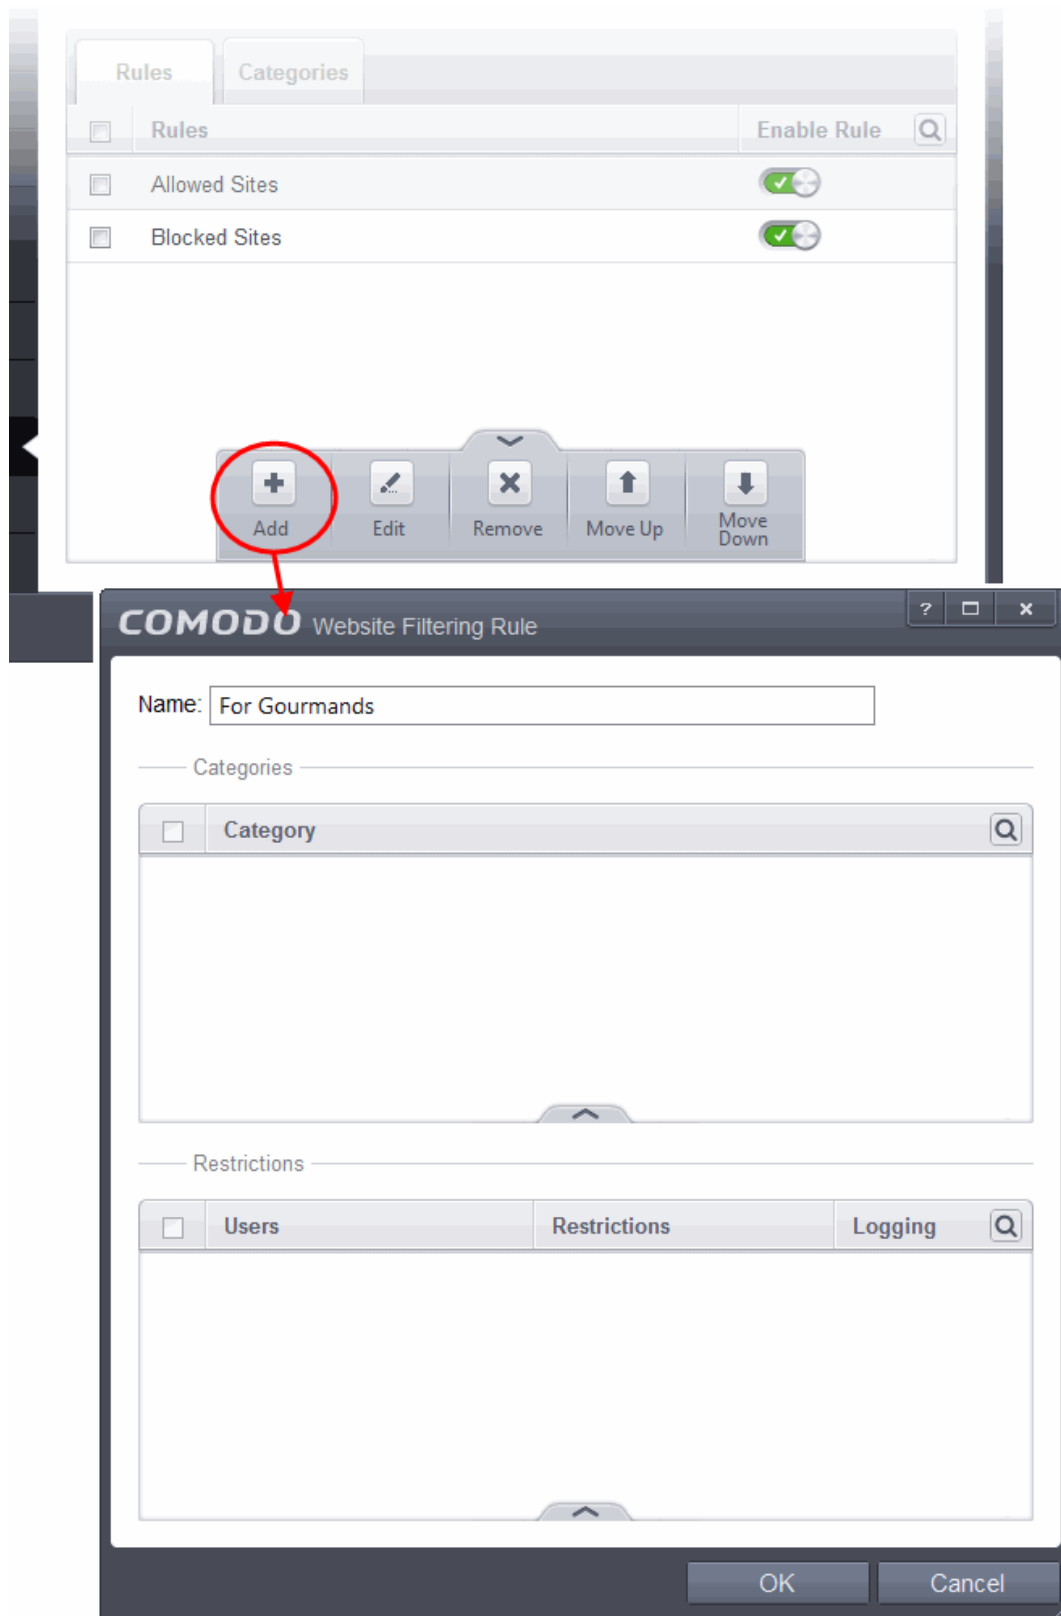 Rules Categories
Rules Enable Rule
Allowed Sites
Blocked Sites
Add Edit Remove Move Up Move Down
COMODO Website Filtering Rule ?
Name: For Gourmands
Categories
Category
Restrictions
Users Restrictions Logging
OK Cancel